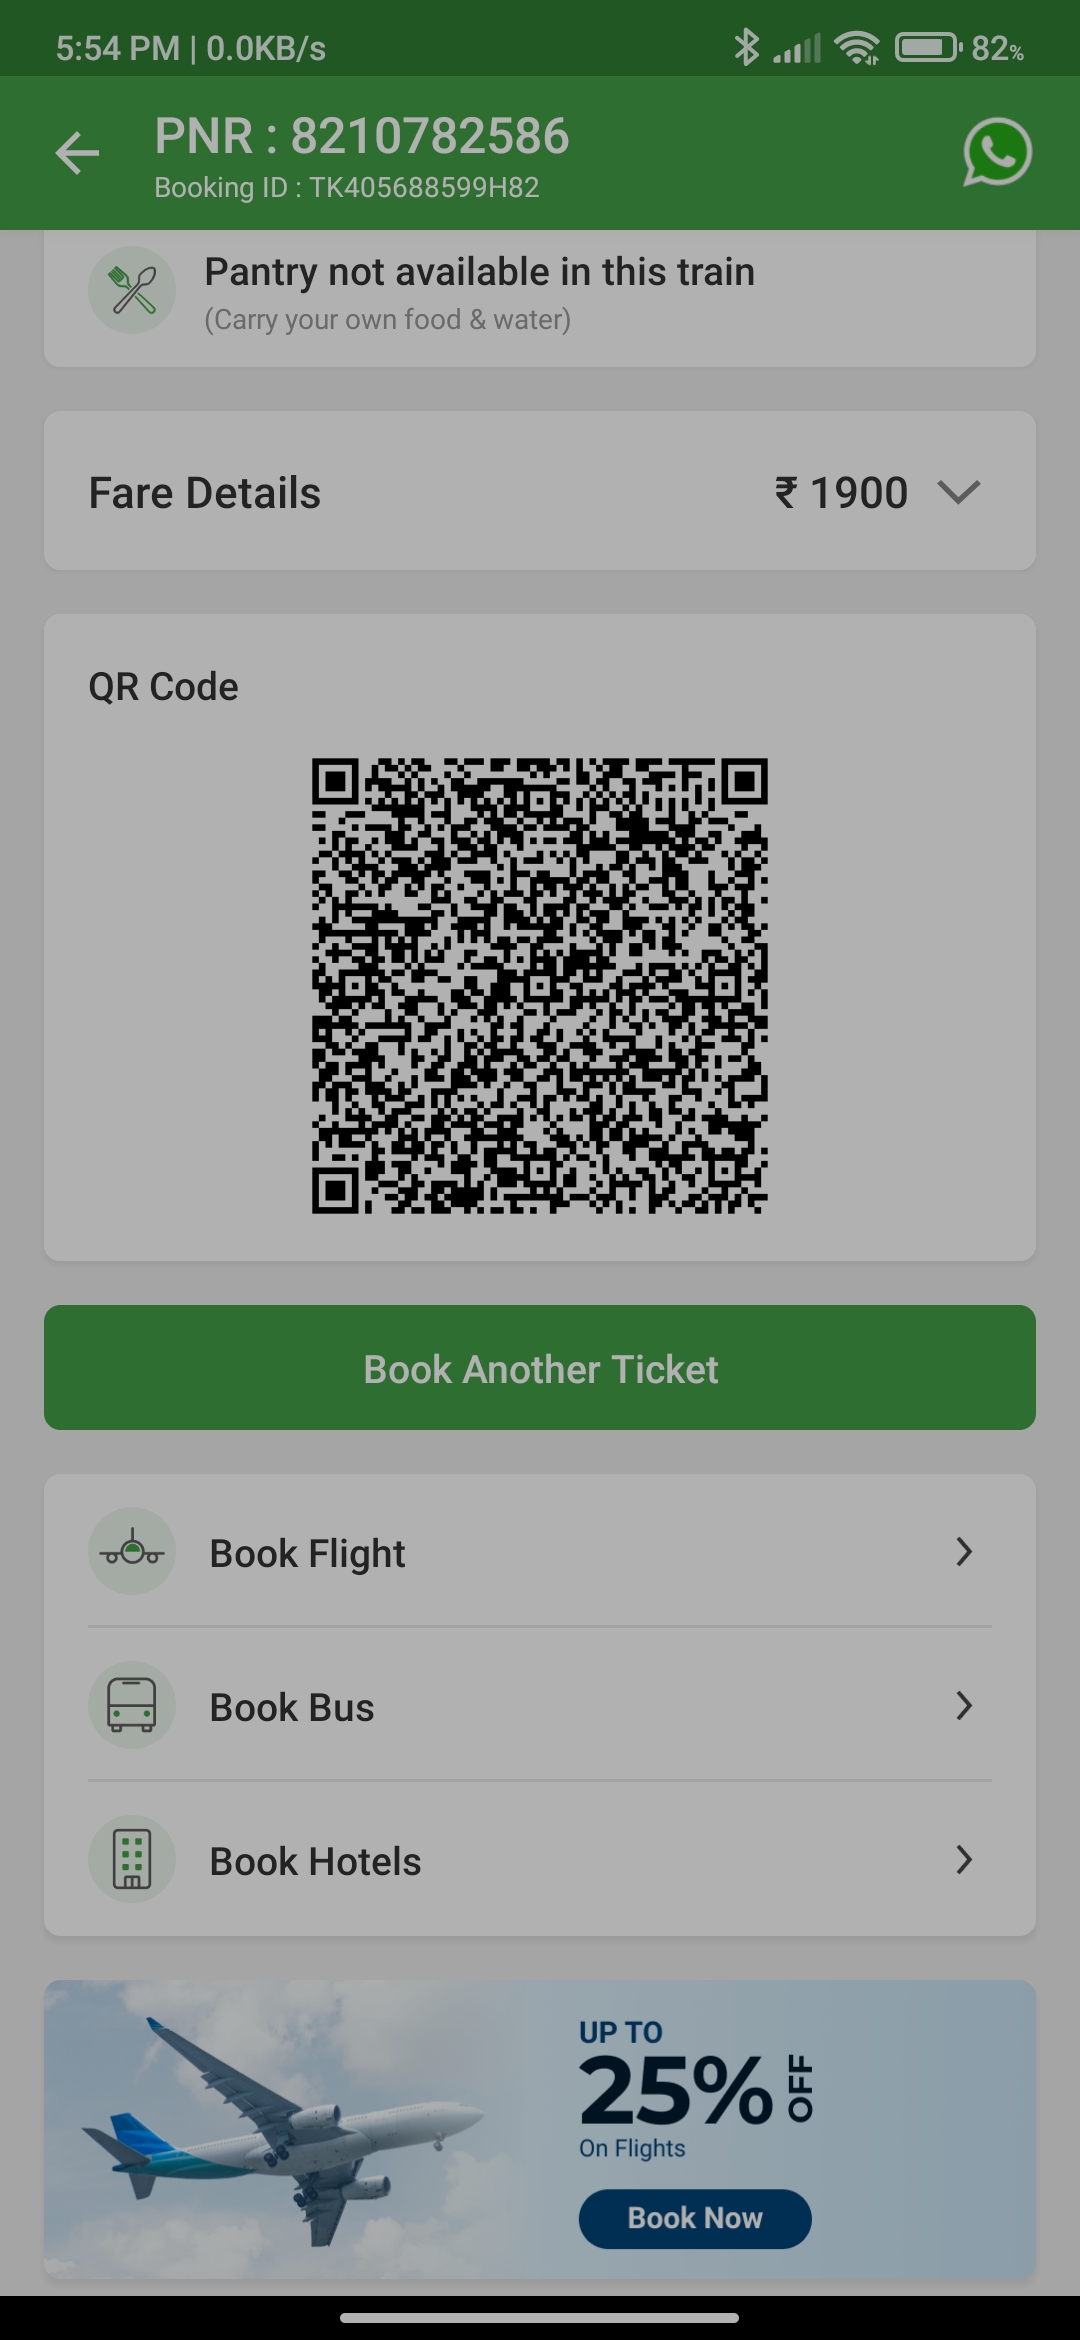 5:54 PM | 0.0KB/s
82%
PNR : 8210782586
Booking ID : TK405688599H82
Pantry not available in this train
(Carry your own food & water)
Fare Details
₹ 1900
QR Code
Book Another Ticket
Book Flight
Book Bus
Book Hotels
UP TO
25% OFF
On Flights
Book Now